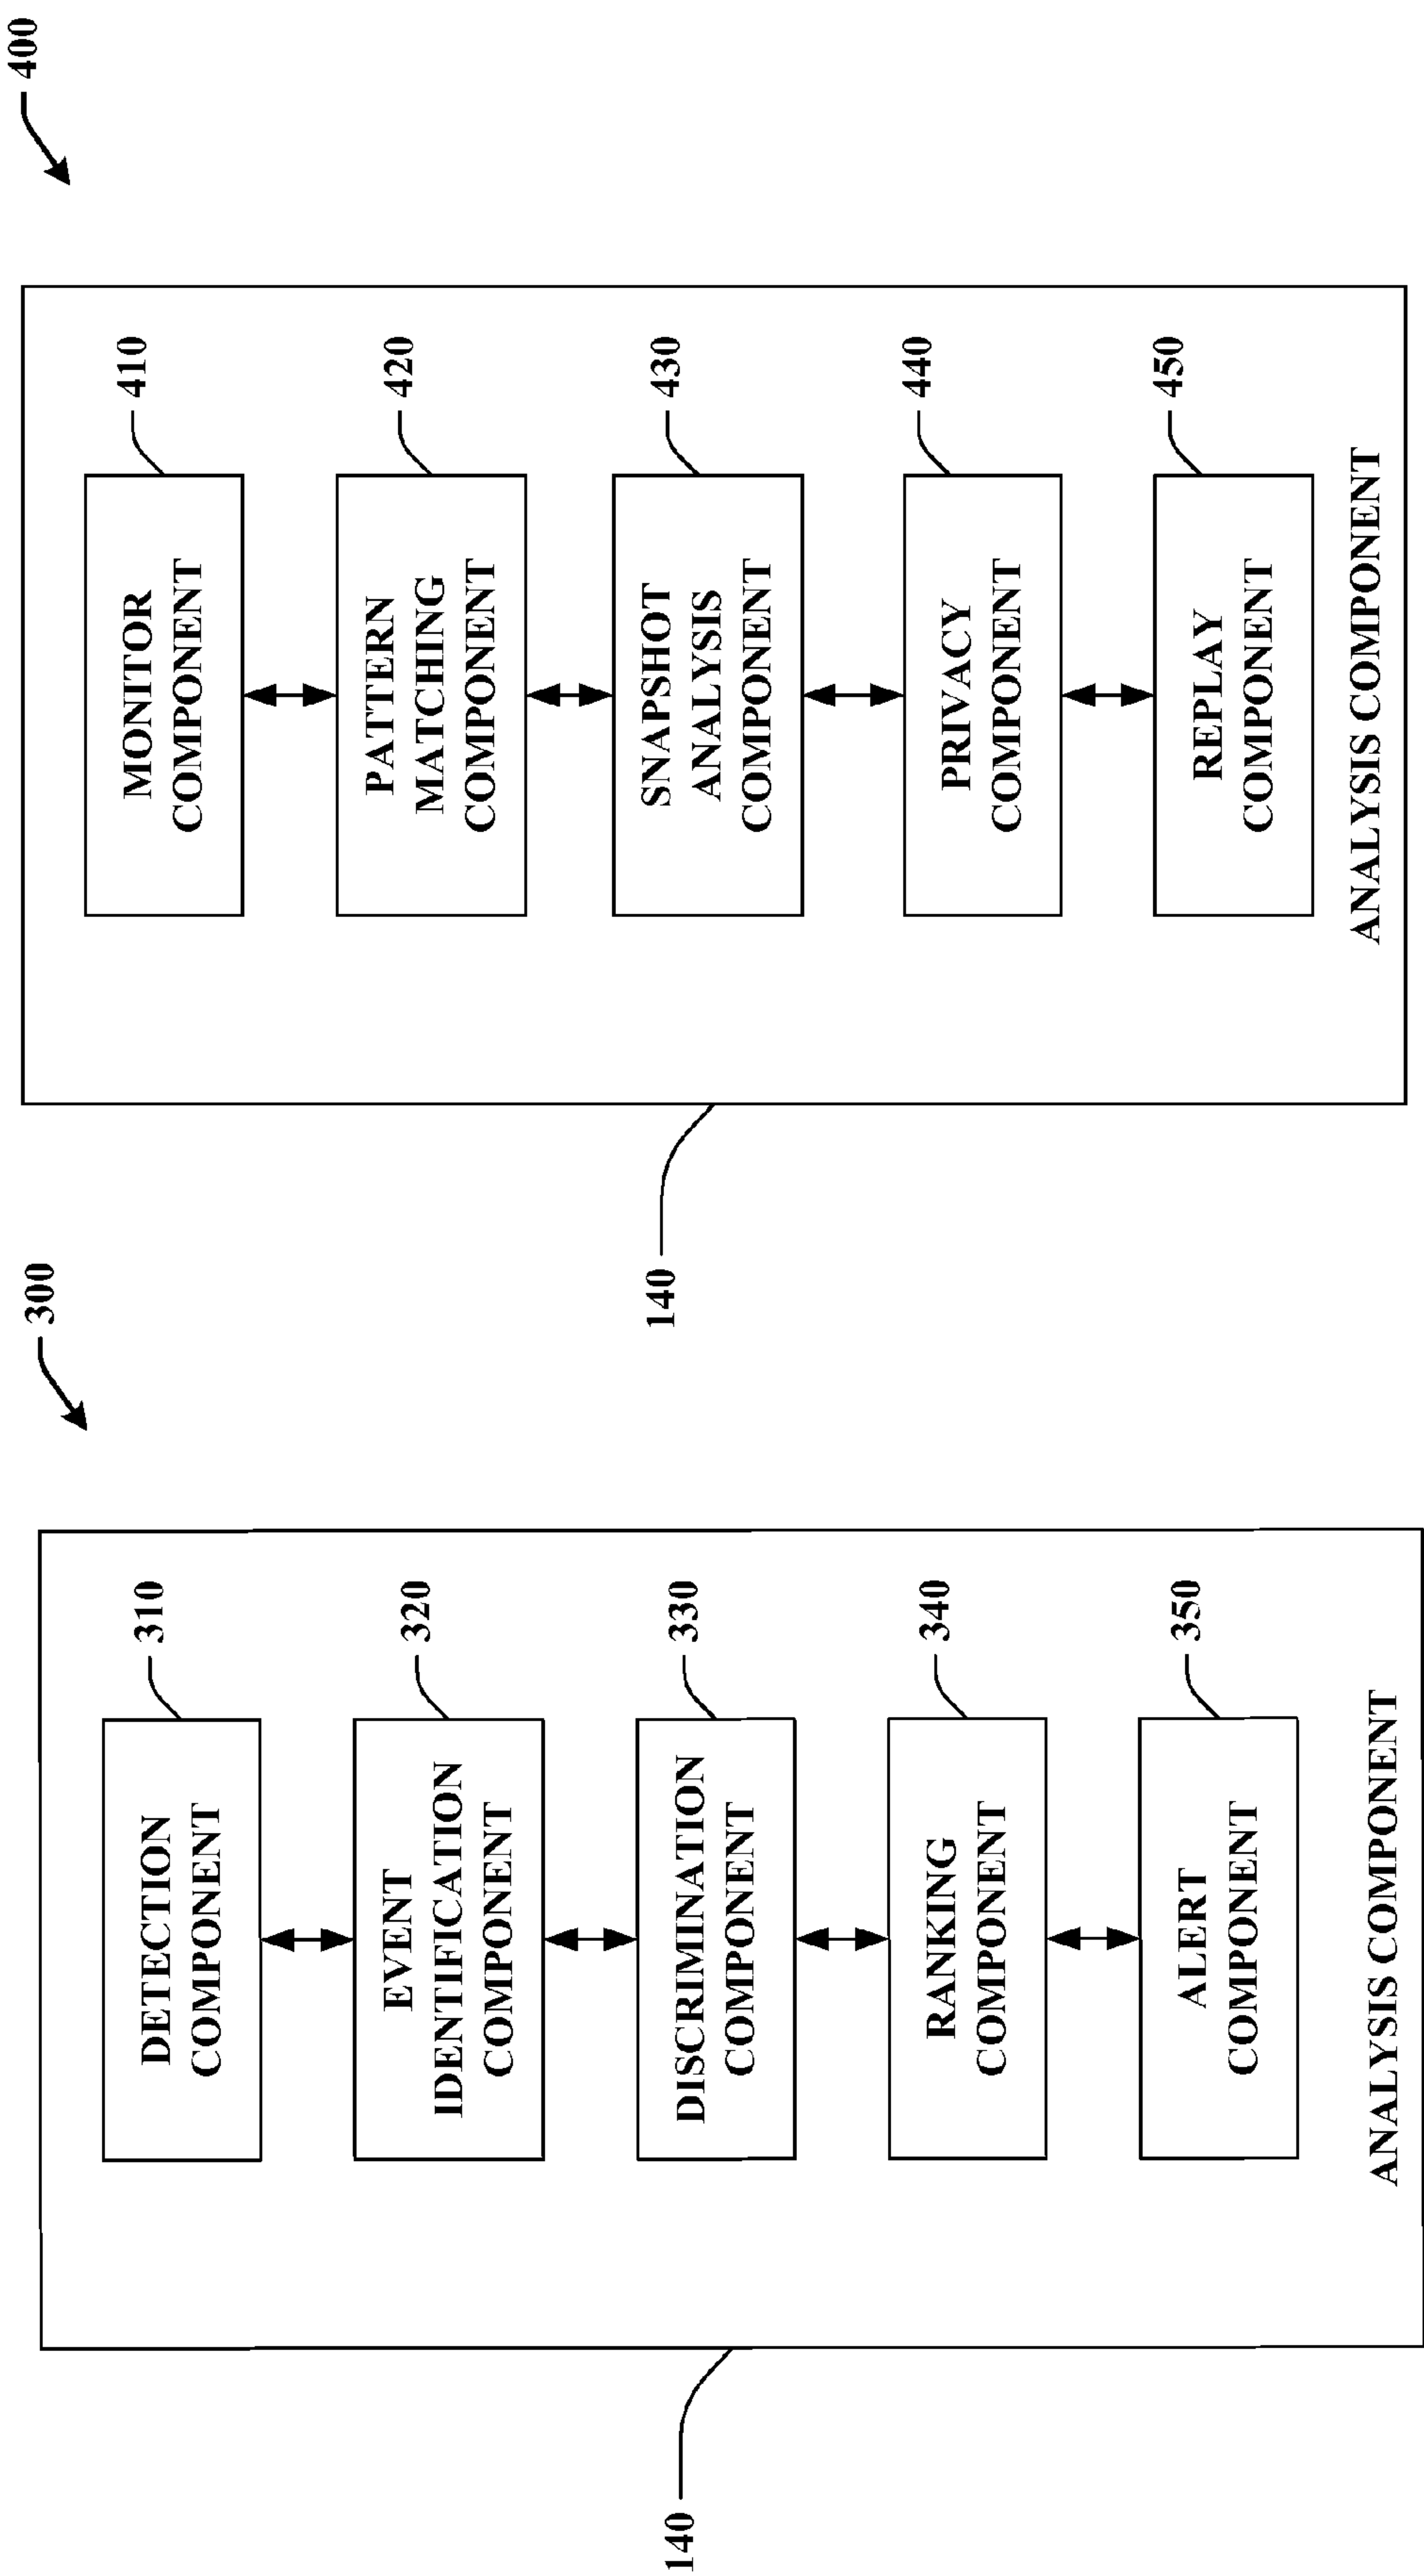 300
310
DETECTION
COMPONENT
320
EVENT
IDENTIFICATION
COMPONENT
330
DISCRIMINATION
COMPONENT
140
340
RANKING
COMPONENT
350
ALERT
COMPONENT
ANALYSIS COMPONENT
400
410
MONITOR
COMPONENT
420
PATTERN
MATCHING
COMPONENT
430
SNAPSHOT
ANALYSIS
COMPONENT
140
440
PRIVACY
COMPONENT
450
REPLAY
COMPONENT
ANALYSIS COMPONENT